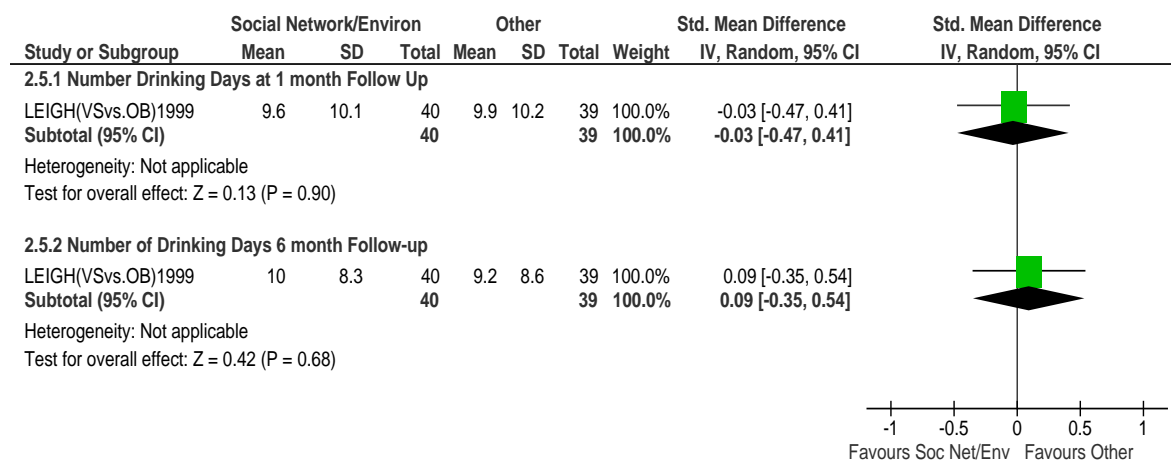 Social Network/Environ Other Std. Mean Difference Std. Mean Difference
Study or Subgroup Mean SD Total Mean SD Total Weight IV, Random, 95% CI IV, Random, 95% CI
2.5.1 Number Drinking Days at 1 month Follow Up
LEIGH(VSvs.OB)1999 9.6 10.1 40 9.9 10.2 39 100.0% -0.03 [-0.47, 0.41]
Subtotal (95% CI) 40 39 100.0% -0.03 [-0.47, 0.41]
Heterogeneity: Not applicable
Test for overall effect: Z = 0.13 (P = 0.90)
2.5.2 Number of Drinking Days 6 month Follow-up
LEIGH(VSvs.OB)1999 10 8.3 40 9.2 8.6 39 100.0% 0.09 [-0.35, 0.54]
Subtotal (95% CI) 40 39 100.0% 0.09 [-0.35, 0.54]
Heterogeneity: Not applicable
Test for overall effect: Z = 0.42 (P = 0.68)
-1 -0.5 0 0.5 1
Favours Soc Net/Env Favours Other